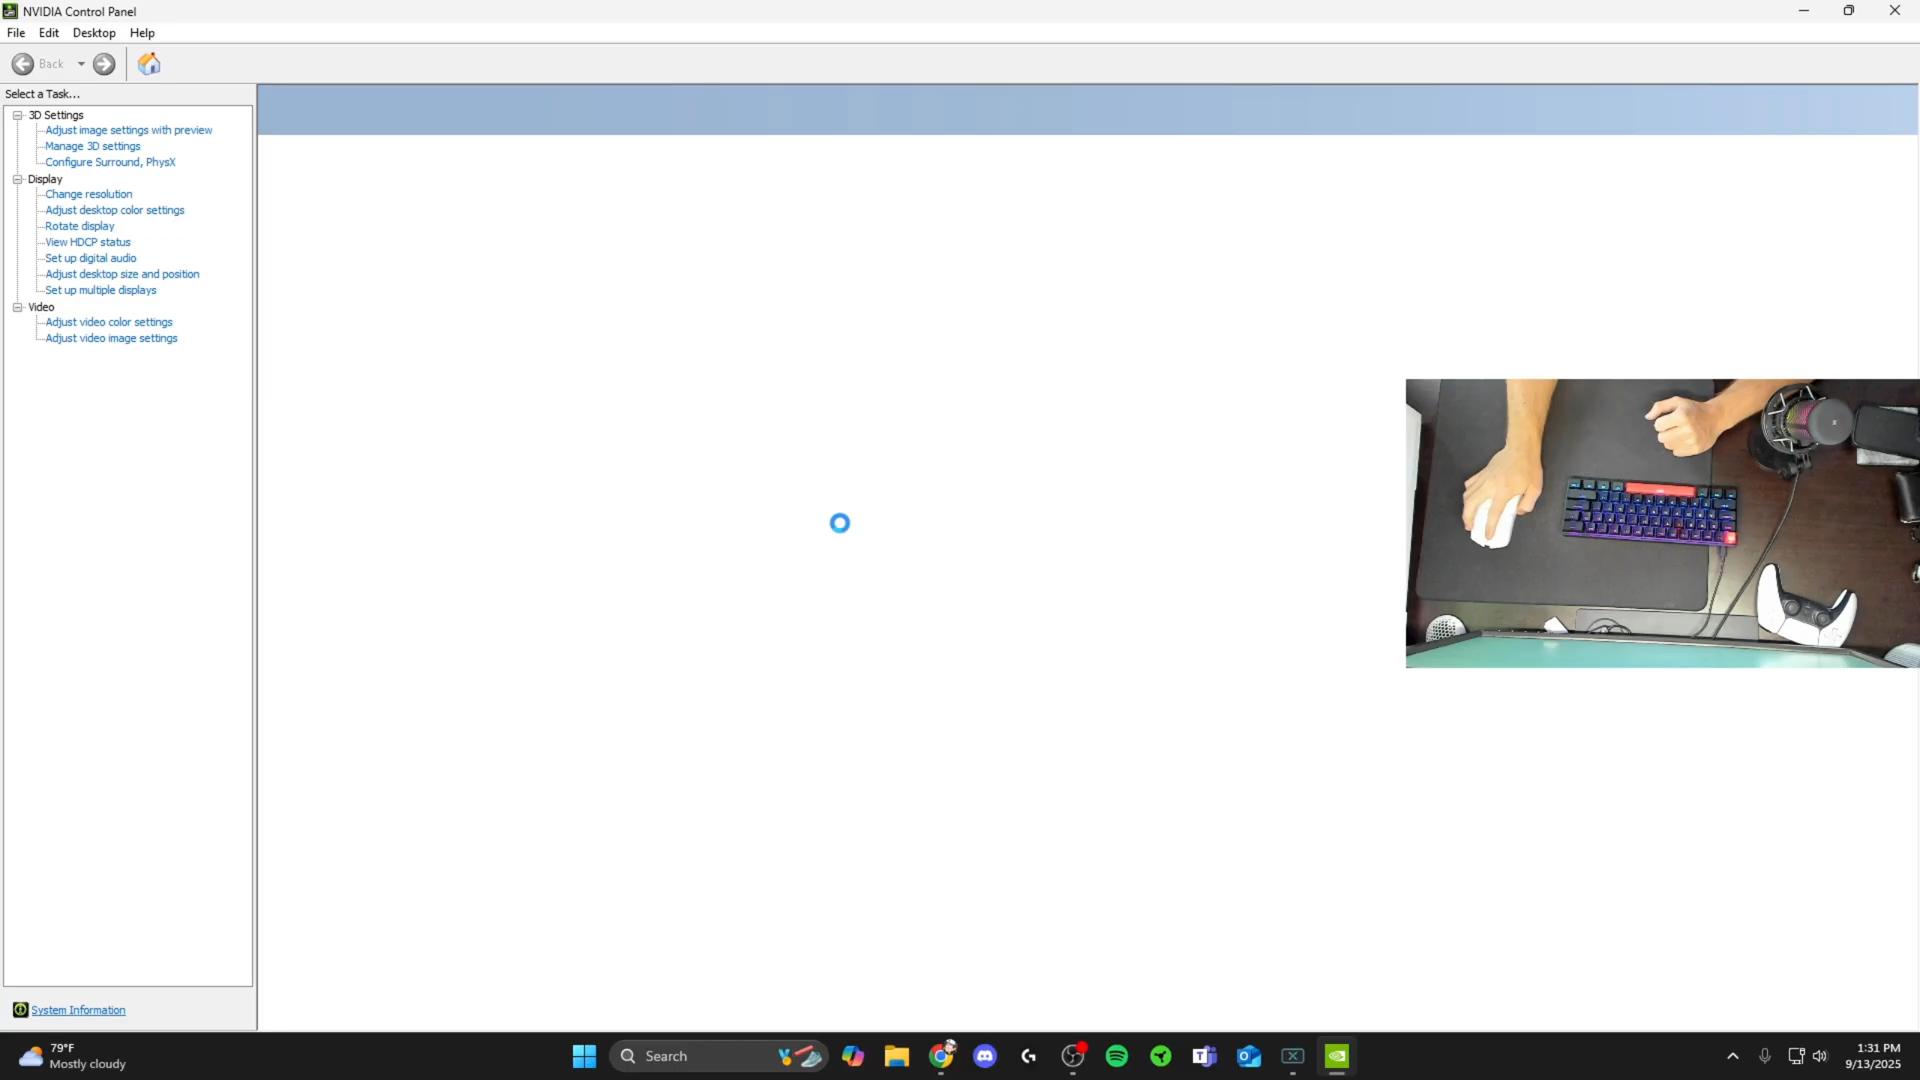 NVIDIA Control Panel
File Edit Desktop Help
Back
Select a Task...
3D Settings
Adjust image settings with preview
Manage 3D settings
Configure Surround, PhysX
Display
Change resolution
Adjust desktop color settings
Rotate display
View HDCP status
Set up digital audio
Adjust desktop size and position
Set up multiple displays
Video
Adjust video color settings
Adjust video image settings
System Information
79°F
Mostly cloudy
Search
1:31 PM
9/13/2025